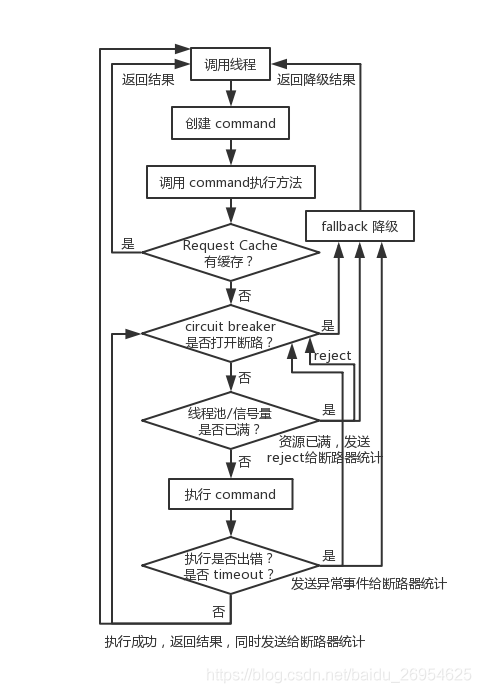 调用线程
返回结果
返回降级结果
创建 command
调用 command执行方法
fallback 降级
是
Request Cache
有缓存？
否
circuit breaker
是否打开断路？
是
reject
否
线程池/信号量
是否已满？
是
资源已满，发送
reject给断路器统计
否
执行 command
执行是否出错？
是否 timeout？
是
发送异常事件给断路器统计
否
执行成功，返回结果，同时发送给断路器统计
https://blog.csdn.net/baidu_26954625